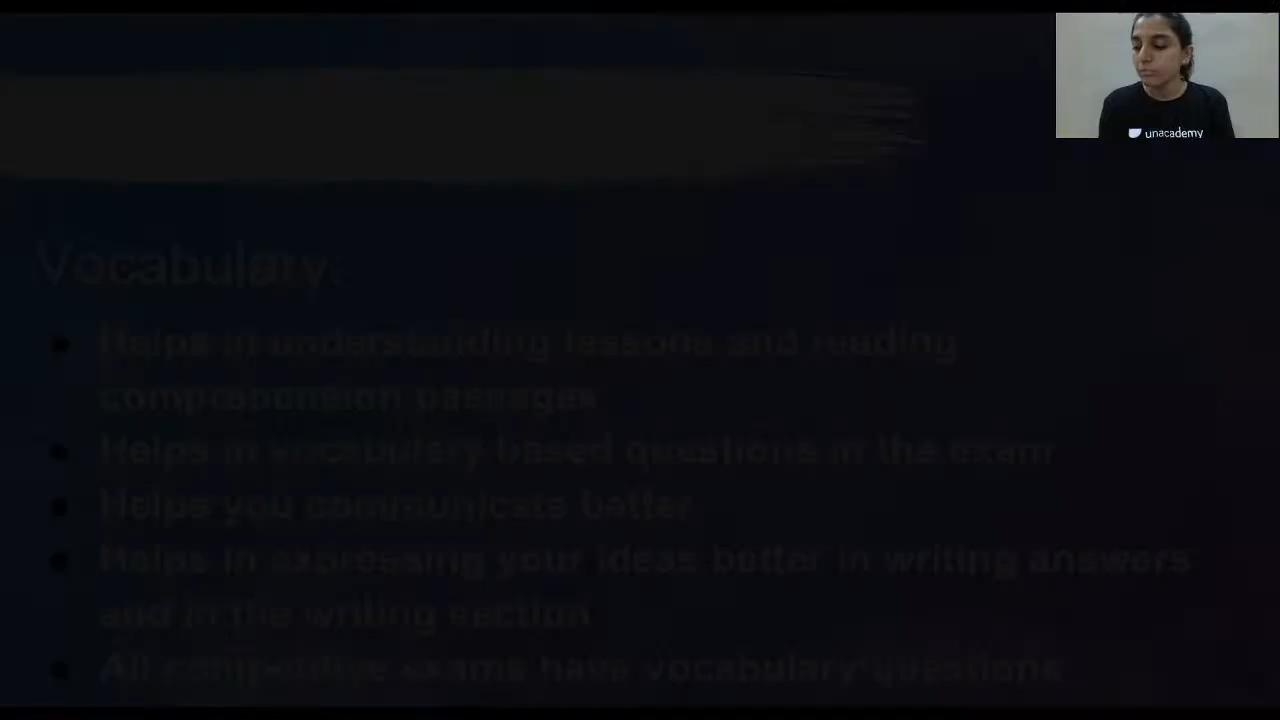 unacademy
Vocabulary:
Helps in understanding lessons and reading
comprehension passages
Helps in vocabulary based questions in the exam
Helps you communicate better
Helps in expressing your ideas better in writing answers
and in the writing section
All competitive exams have vocabulary questions